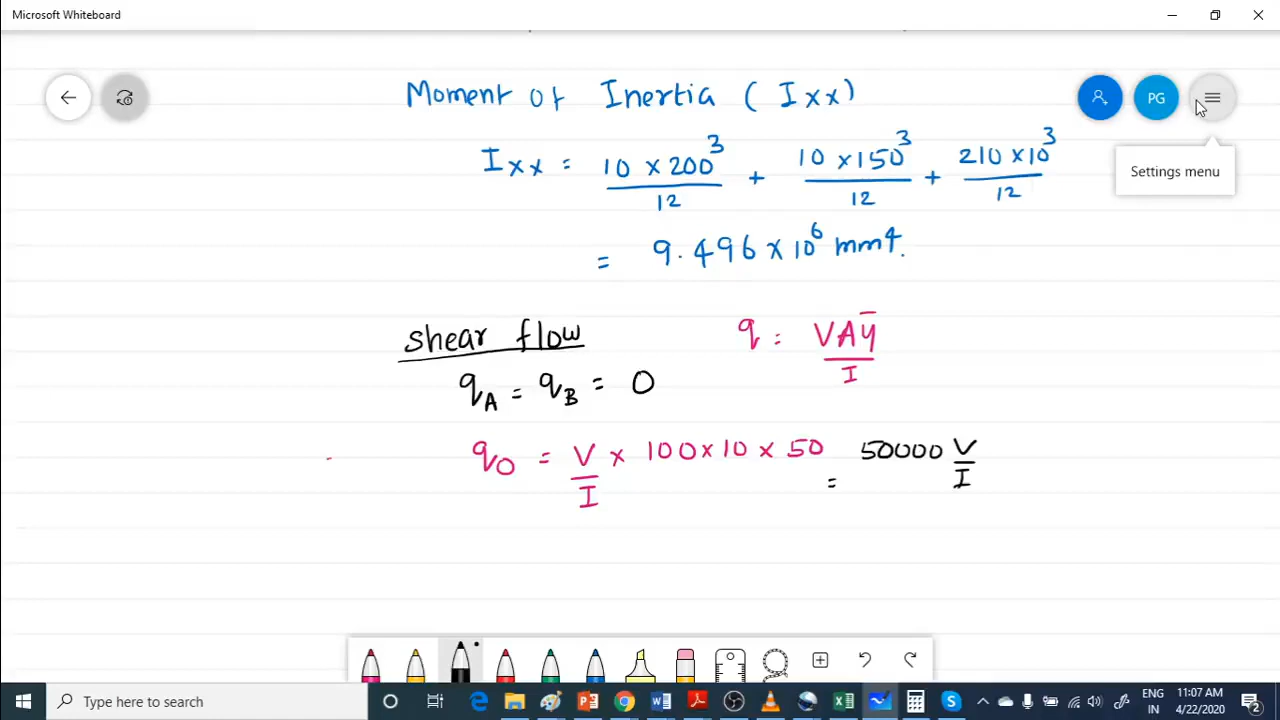 Microsoft Whiteboard
Moment of Inertia (Ixx)
PG
Ixx = 10 × 200³/12 + 10 × 150³/12 + 210 × 10³/12
Settings menu
= 9.496 × 10⁶ mm4.
shear flow q = VAȳ/I
qA = qB = 0
qO = V/I × 100 × 10 × 50 = 50000 V/I
Type here to search
ENG 11:07 AM
IN 4/22/2020
2